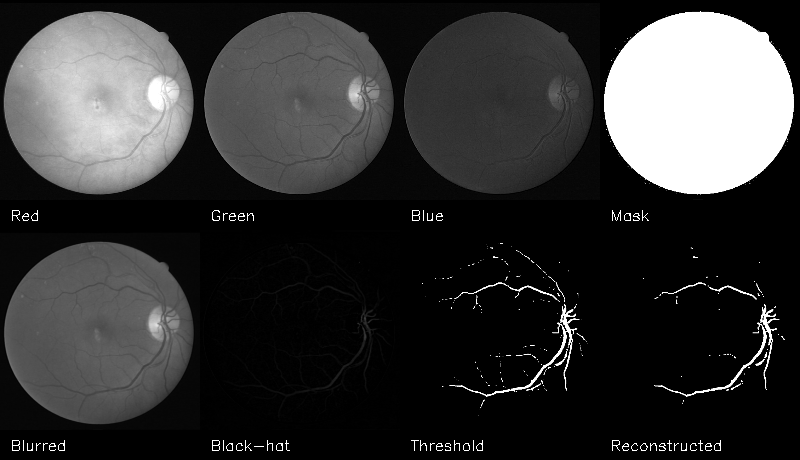 Red
Green
Blue
Mask
Blurred
Black-hat
Threshold
Reconstructed